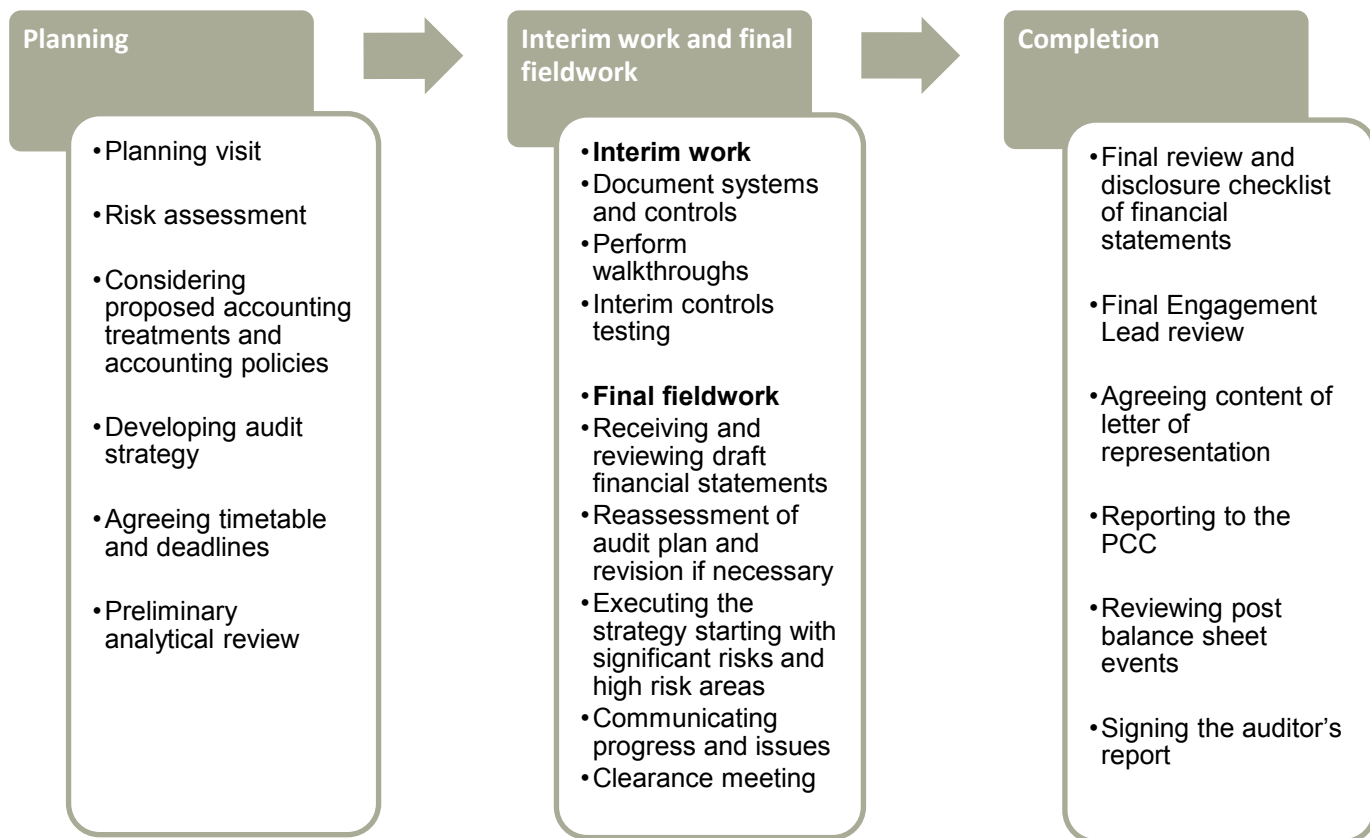 Planning
•Planning visit
•Risk assessment
•Considering
proposed accounting
treatments and
accounting policies
•Developing audit
strategy
•Agreeing timetable
and deadlines
•Preliminary
analytical review
Interim work and final
fieldwork
•Interim work
•Document systems
and controls
•Perform
walkthroughs
•Interim controls
testing
•Final fieldwork
•Receiving and
reviewing draft
financial statements
•Reassessment of
audit plan and
revision if necessary
•Executing the
strategy starting with
significant risks and
high risk areas
•Communicating
progress and issues
•Clearance meeting
Completion
•Final review and
disclosure checklist
of financial
statements
•Final Engagement
Lead review
•Agreeing content of
letter of
representation
•Reporting to the
PCC
•Reviewing post
balance sheet
events
•Signing the auditor’s
report